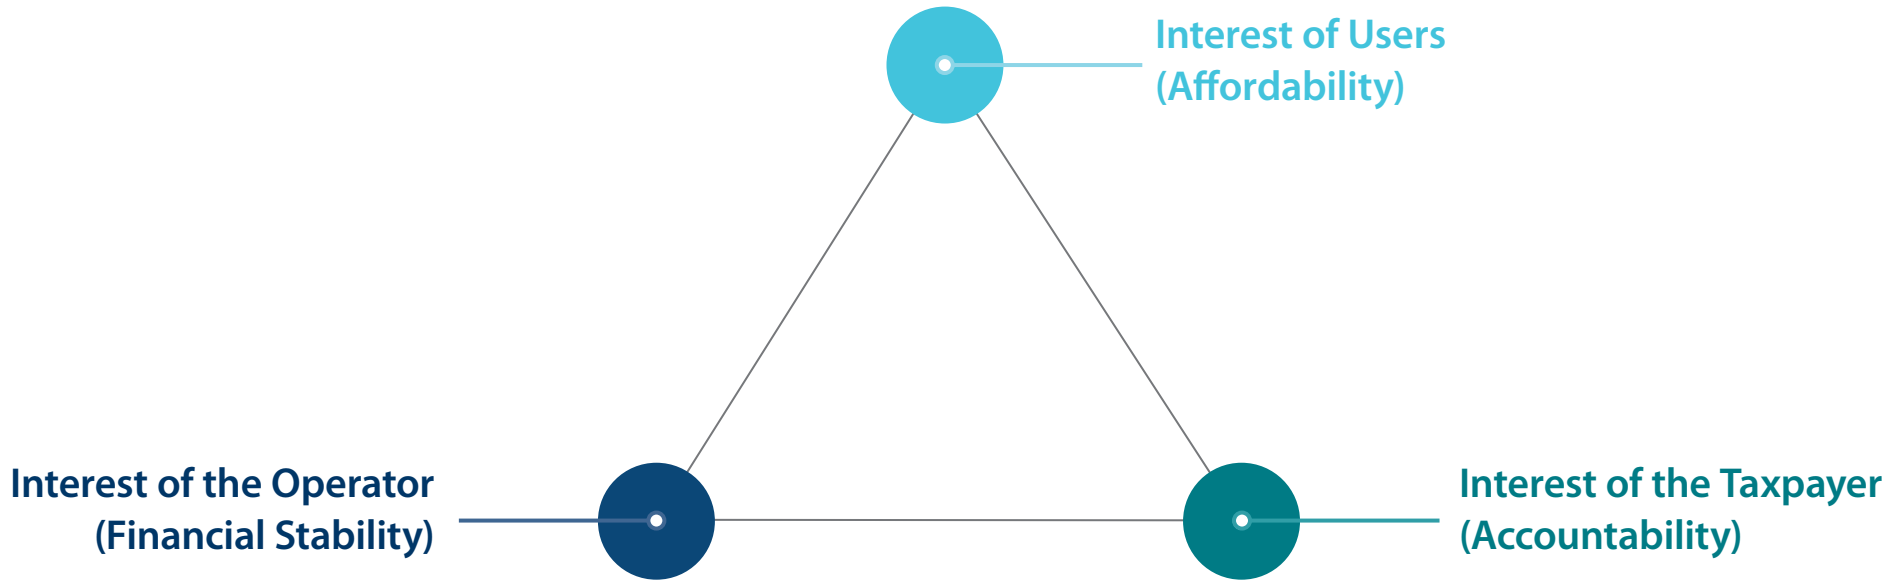 Interest of Users
(Affordability)
Interest of the Operator
(Financial Stability)
Interest of the Taxpayer
(Accountability)